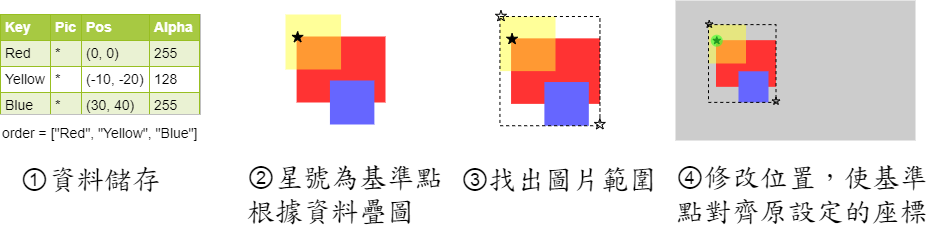 Key Pic Pos Alpha
Red * (0, 0) 255
Yellow * (-10, -20) 128
Blue * (30, 40) 255
order = ["Red", "Yellow", "Blue"]
①資料儲存
②星號為基準點
根據資料疊圖
③找出圖片範圍
④修改位置，使基準
點對齊原設定的座標